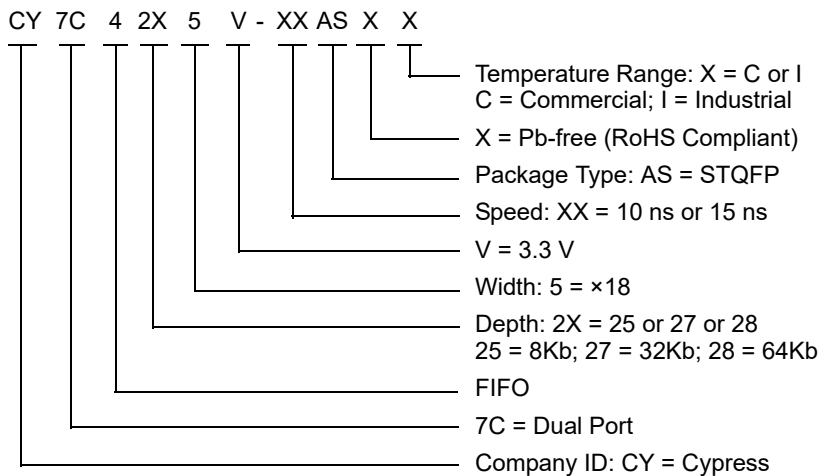 CY 7C 4 2X 5 V - XX AS X X
Temperature Range: X = C or I
C = Commercial; I = Industrial
X = Pb-free (RoHS Compliant)
Package Type: AS = STQFP
Speed: XX = 10 ns or 15 ns
V = 3.3 V
Width: 5 = ×18
Depth: 2X = 25 or 27 or 28
25 = 8Kb; 27 = 32Kb; 28 = 64Kb
FIFO
7C = Dual Port
Company ID: CY = Cypress